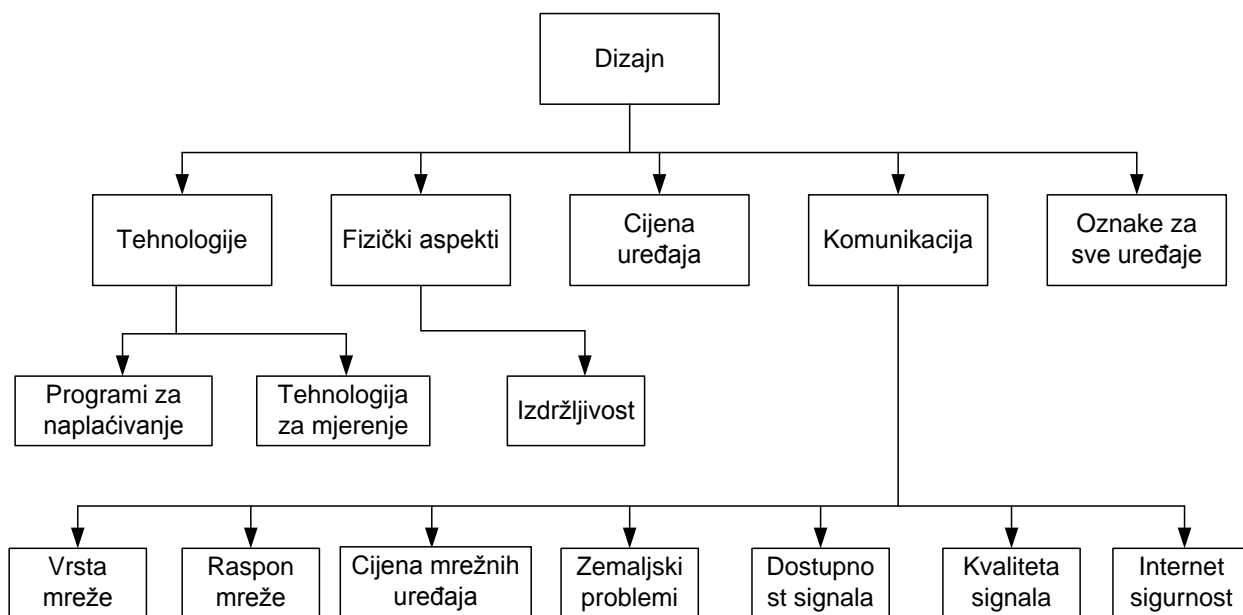 Dizajn
Tehnologije
Fizički aspekti
Cijena
uređaja
Komunikacija
Oznake za
sve uređaje
Programi za
naplaćivanje
Tehnologija
za mjerenje
Izdržljivost
Vrsta
mreže
Raspon
mreže
Cijena mrežnih
uređaja
Zemaljski
problemi
Dostupno
st signala
Kvaliteta
signala
Internet
sigurnost